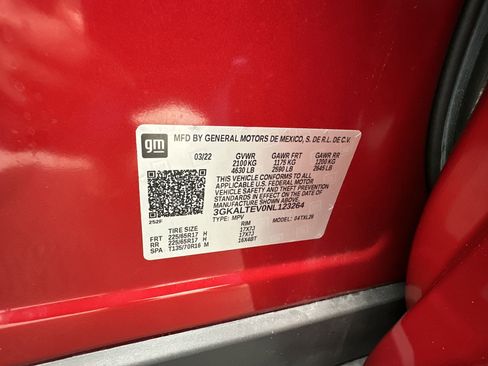 gm
MFD BY GENERAL MOTORS DE MEXICO, S. DE R.L. DE C.V.
03/22 GVWR GAWR FRT GAWR RR
2100 KG 1175 KG 1200 KG
4630 LB 2590 LB 2645 LB
THIS VEHICLE CONFORMS TO ALL
APPLICABLE U.S. FEDERAL MOTOR
VEHICLE SAFETY AND THEFT PREVENTION
STANDARDS IN EFFECT ON THE DATE OF
MANUFACTURE SHOWN ABOVE.
3GKALTEV0NL123264
TYPE: MPV MODEL:
TIRE SIZE RIM
FRT 225/65R17 H 17X7J
RR 225/65R17 H 17X7J
SPA T135/70R16 M 16X4BT